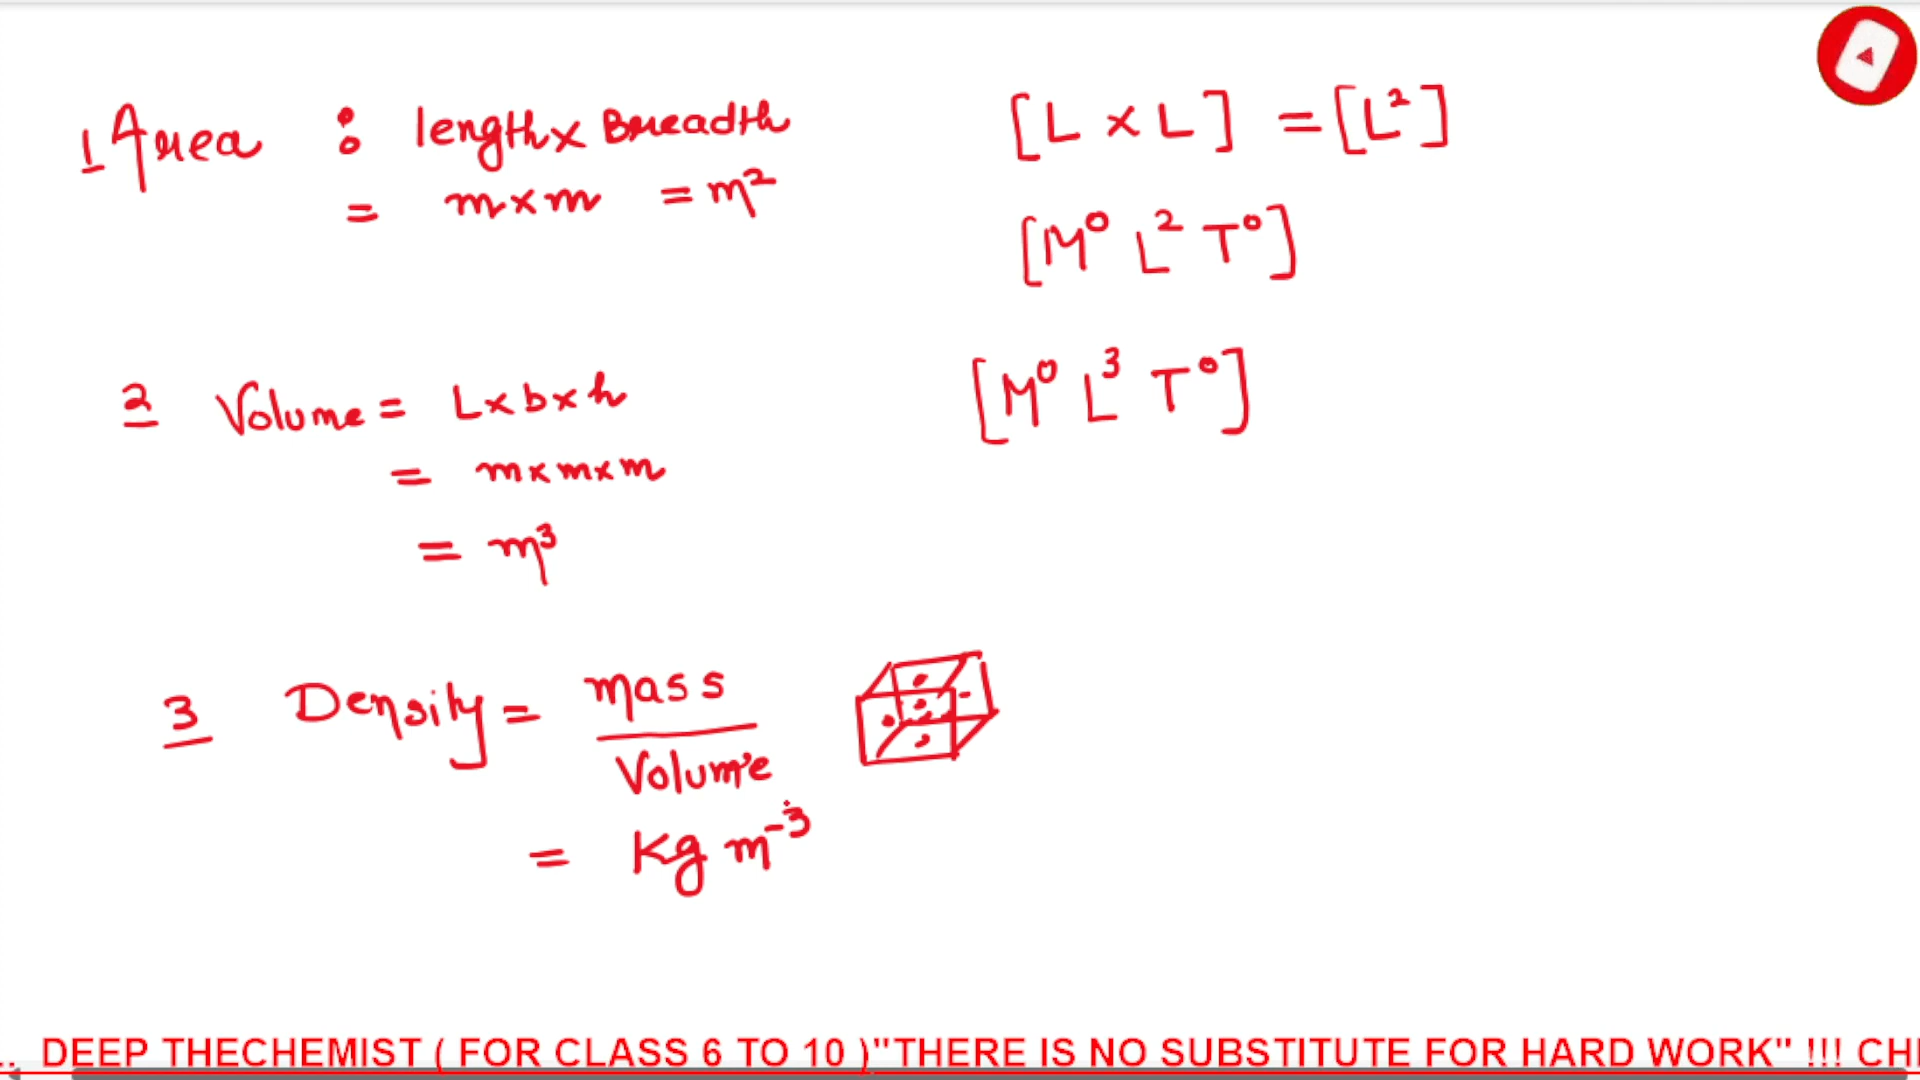 1 Area : length x Breadth
= m x m = m²
[L x L] = [L²]
[M⁰ L² T⁰]
2 Volume = L x b x h
= m x m x m
= m³
[M⁰ L³ T⁰]
3 Density = mass
Volume
= Kg m⁻³
DEEP THECHEMIST ( FOR CLASS 6 TO 10 )"THERE IS NO SUBSTITUTE FOR HARD WORK" !!! CH